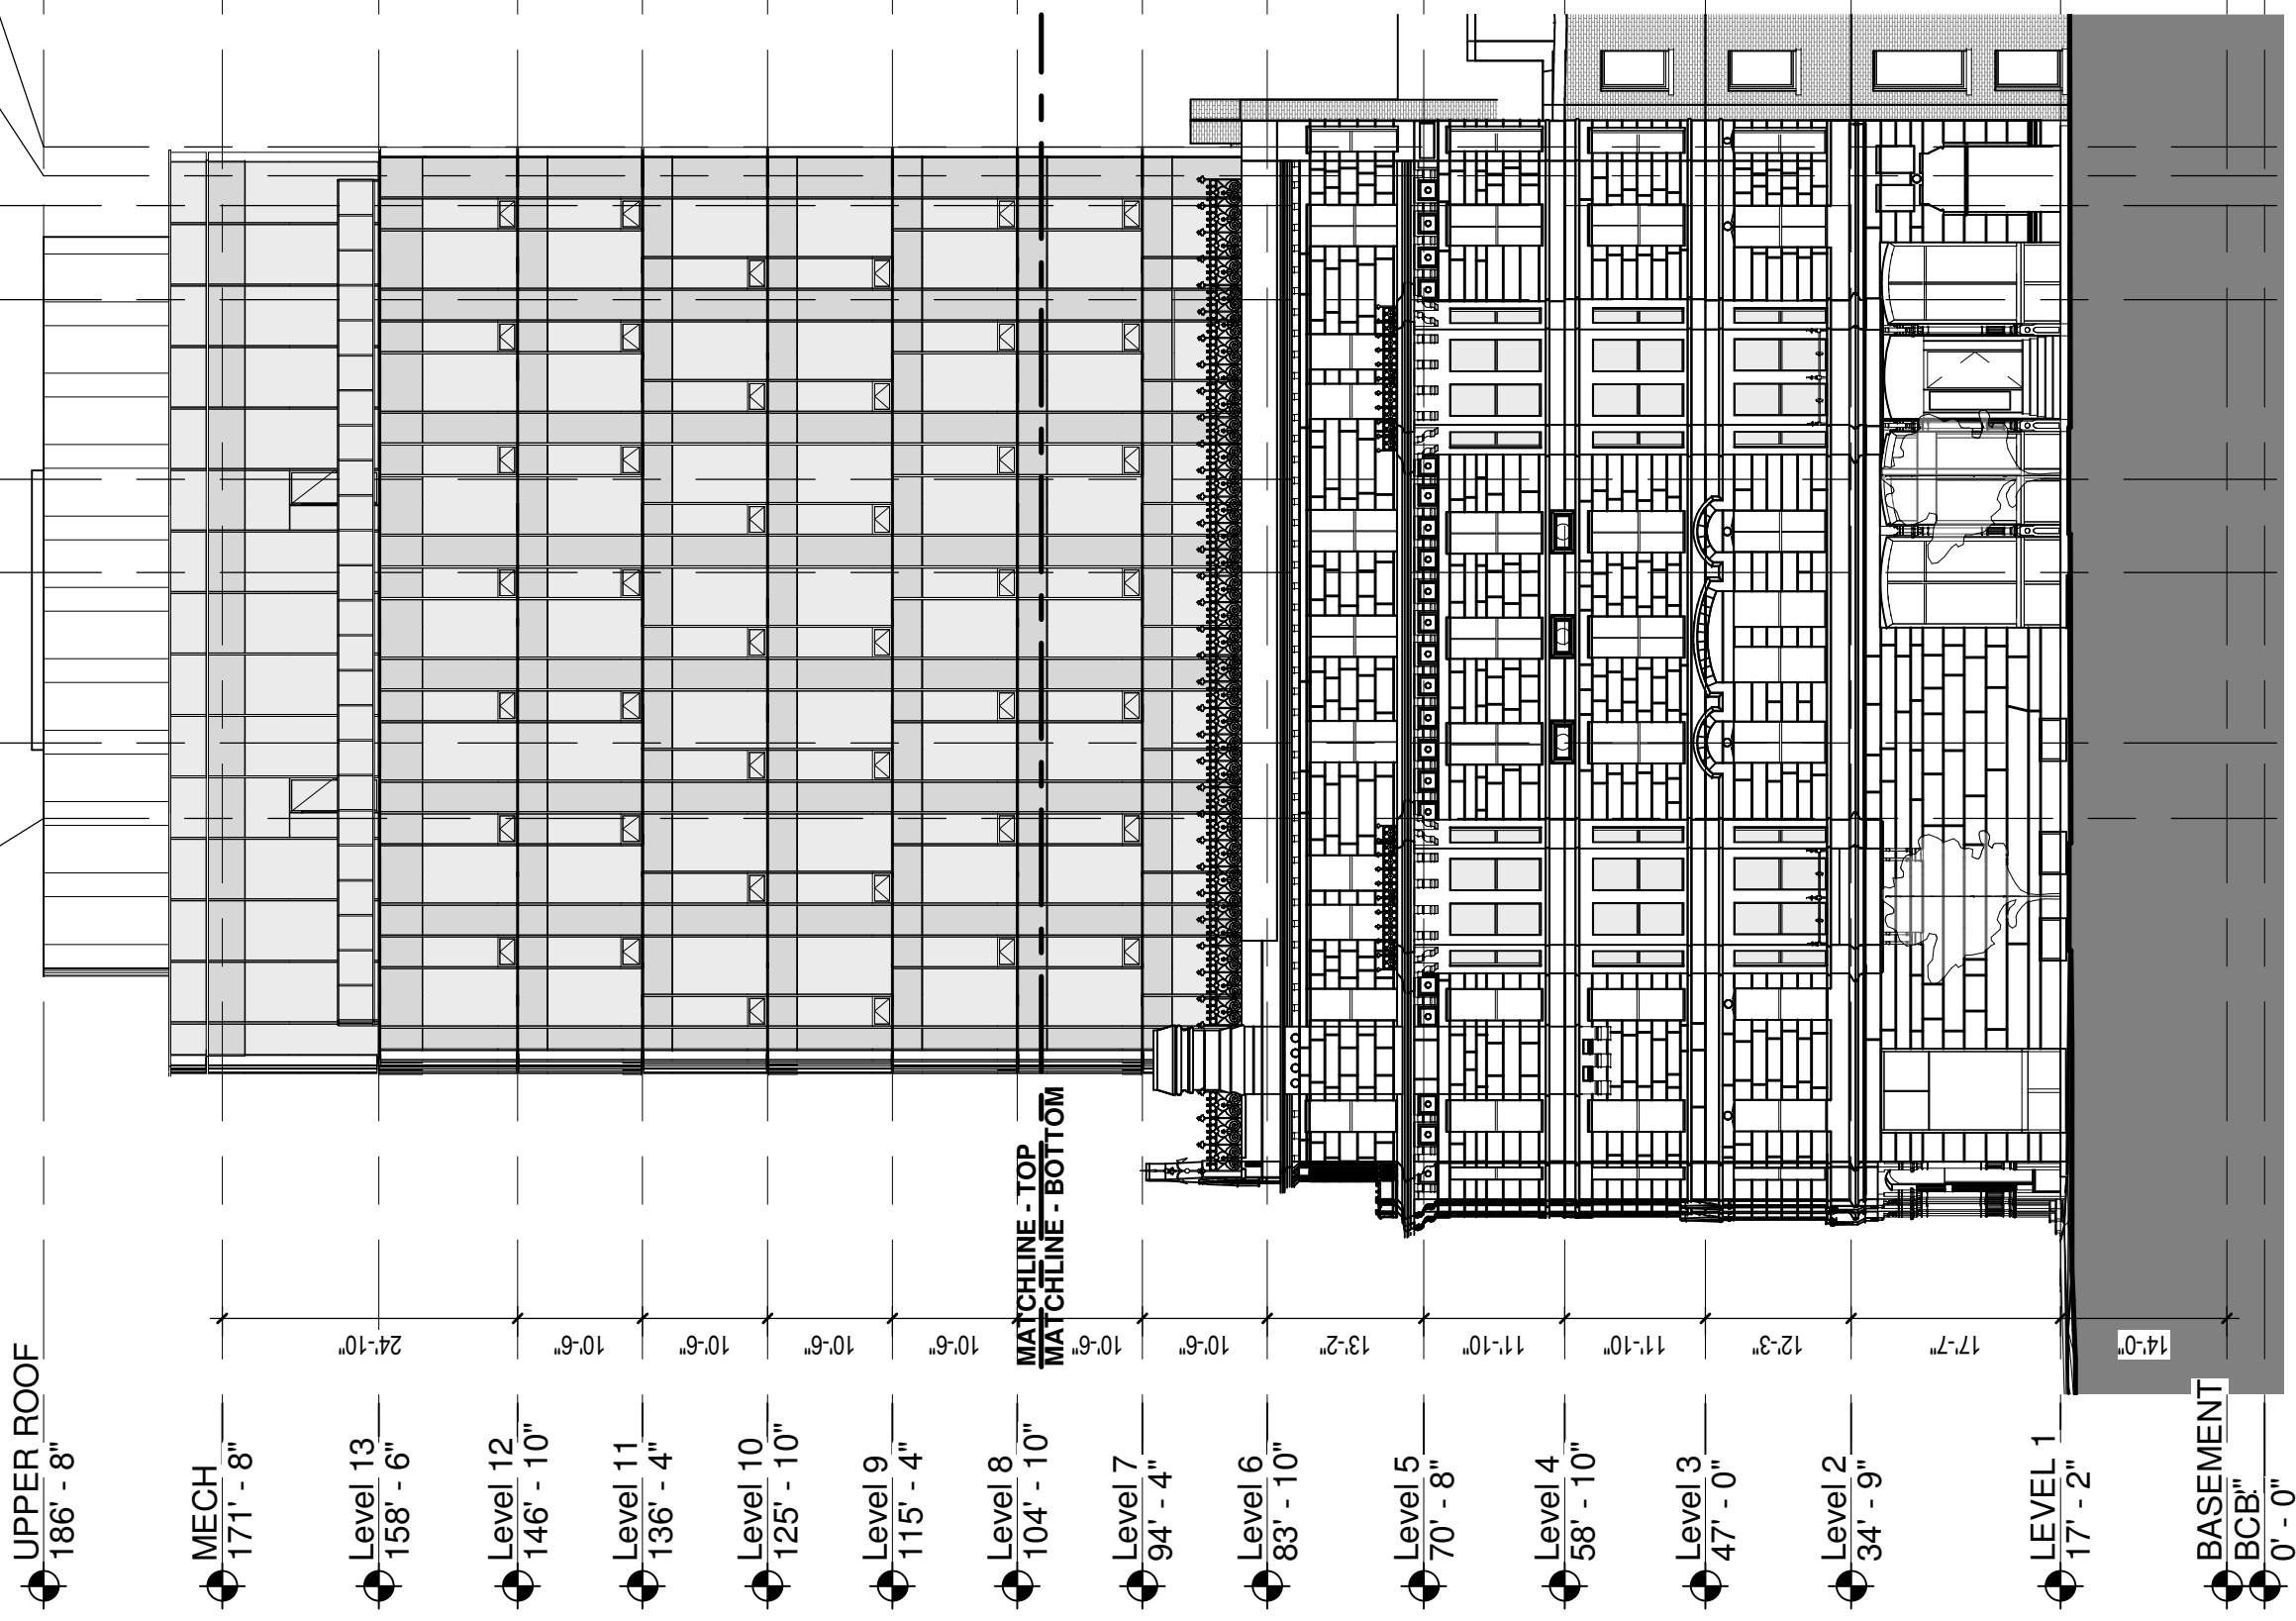 UPPER ROOF
186' - 8"
MECH
171' - 8"
Level 13
158' - 6"
Level 12
146' - 10"
Level 11
136' - 4"
Level 10
125' - 10"
Level 9
115' - 4"
Level 8
104' - 10"
Level 7
94' - 4"
Level 6
83' - 10"
Level 5
70' - 8"
Level 4
58' - 10"
Level 3
47' - 0"
Level 2
34' - 9"
LEVEL 1
17' - 2"
BASEMENT
BCB
0' - 0"
24'-10"
10'-6"
10'-6"
10'-6"
10'-6"
10'-6"
10'-6"
13'-2"
11'-10"
11'-10"
12'-3"
17'-7"
14'-0"
MATCHLINE - TOP
MATCHLINE - BOTTOM